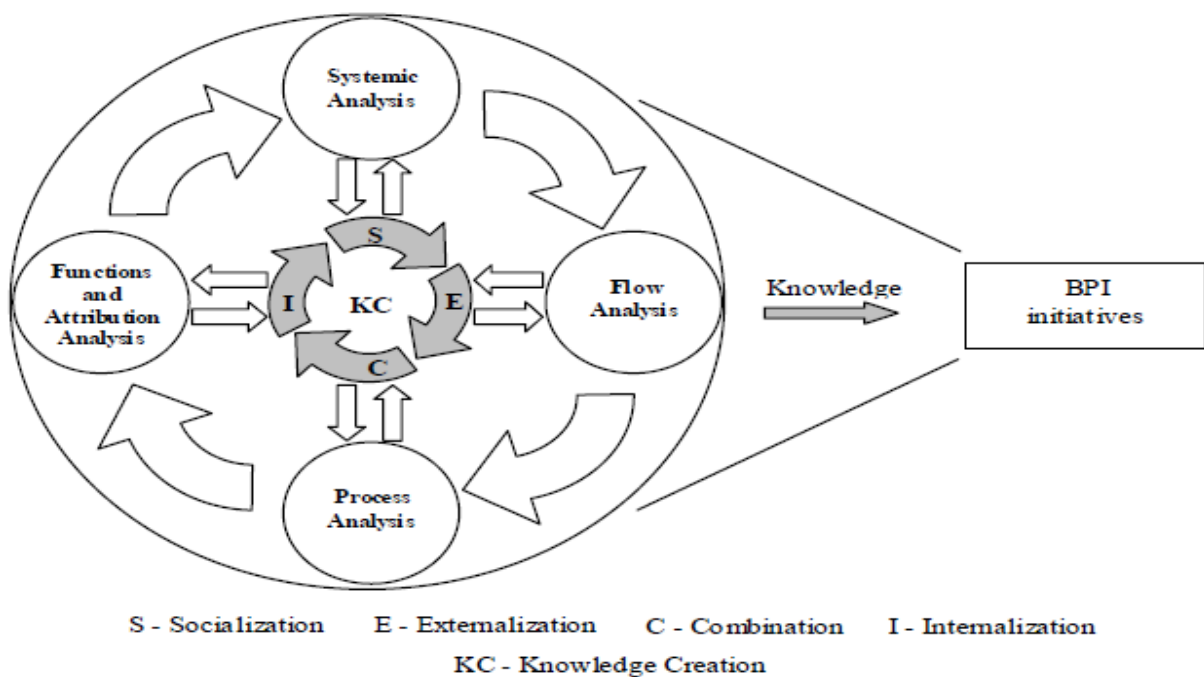 Systemic
Analysis
S
Functions
and
Attribution
Analysis
I
KC
E
Flow
Analysis
Knowledge
BPI
initiatives
C
Process
Analysis
S - Socialization E - Externalization C - Combination I - Internalization
KC - Knowledge Creation